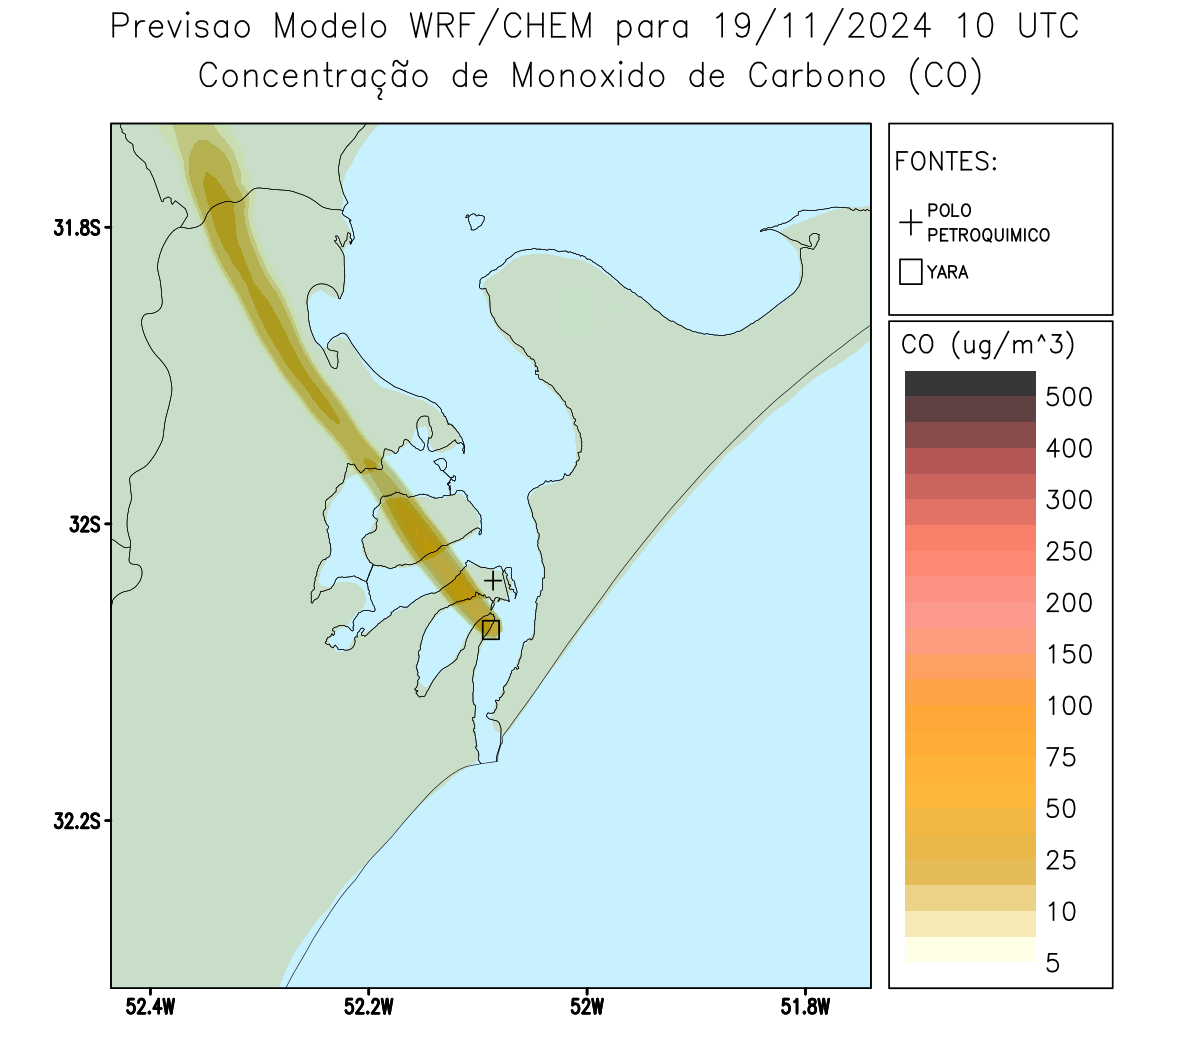 Previsao Modelo WRF/CHEM para 19/11/2024 10 UTC
Concentração de Monoxido de Carbono (CO)
FONTES:
POLO
PETROQUIMICO
YARA
CO (ug/m^3)
500
400
300
250
200
150
100
75
50
25
10
5
31.8S
32S
32.2S
52.4W
52.2W
52W
51.8W